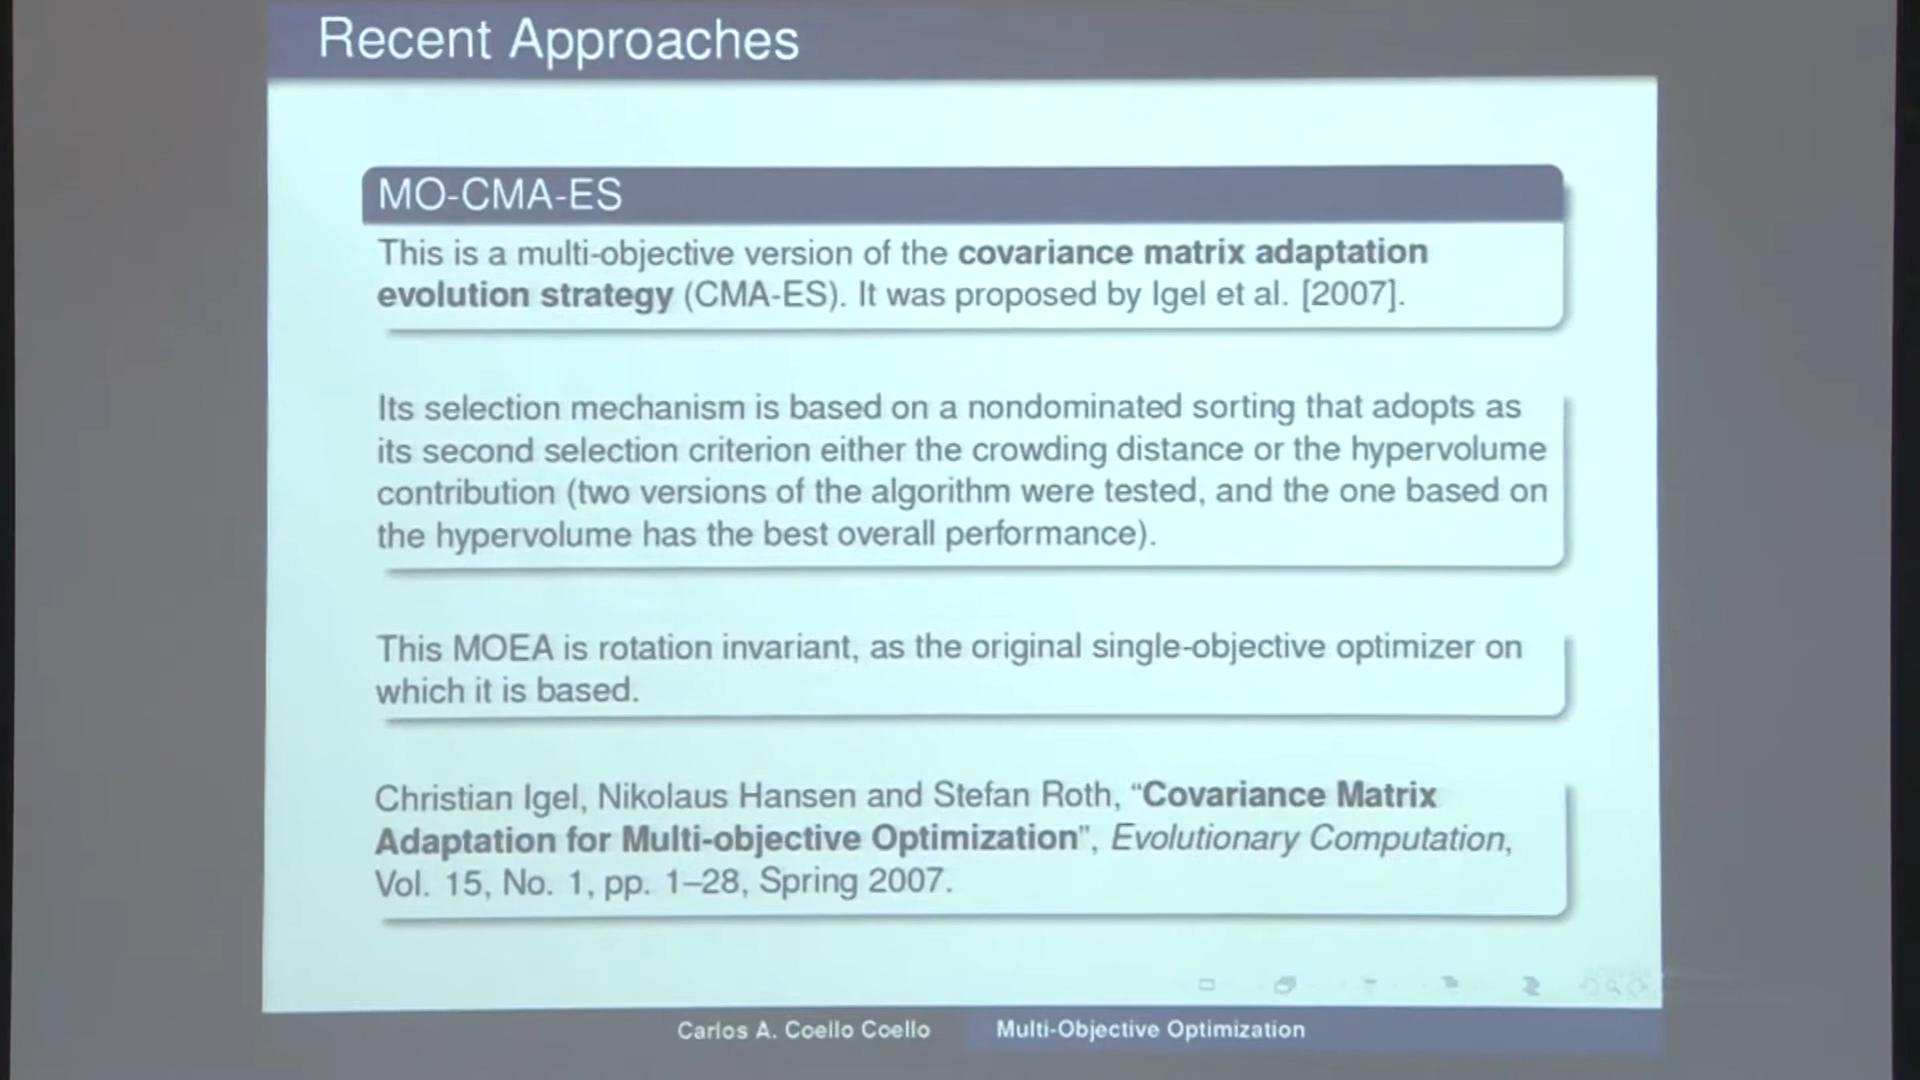 Recent Approaches
MO-CMA-ES
This is a multi-objective version of the covariance matrix adaptation
evolution strategy (CMA-ES). It was proposed by Igel et al. [2007].
Its selection mechanism is based on a nondominated sorting that adopts as
its second selection criterion either the crowding distance or the hypervolume
contribution (two versions of the algorithm were tested, and the one based on
the hypervolume has the best overall performance).
This MOEA is rotation invariant, as the original single-objective optimizer on
which it is based.
Christian Igel, Nikolaus Hansen and Stefan Roth, “Covariance Matrix
Adaptation for Multi-objective Optimization”, Evolutionary Computation,
Vol. 15, No. 1, pp. 1–28, Spring 2007.
Carlos A. Coello Coello Multi-Objective Optimization